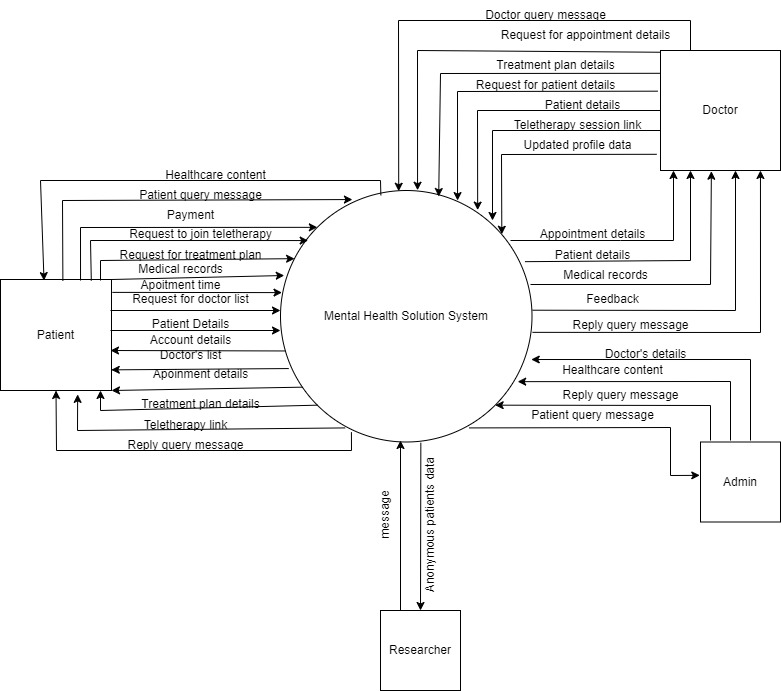 Doctor query message
Request for appointment details
Treatment plan details
Request for patient details
Patient details
Teletherapy session link
Updated profile data
Doctor
Healthcare content
Patient query message
Payment
Request to join teletherapy
Request for treatment plan
Medical records
Apoitment time
Request for doctor list
Patient Details
Account details
Doctor's list
Apoinment details
Treatment plan details
Teletherapy link
Reply query message
Patient
Mental Health Solution System
Appointment details
Patient details
Medical records
Feedback
Reply query message
Doctor's details
Healthcare content
Reply query message
Patient query message
Admin
message
Anonymous patients data
Researcher